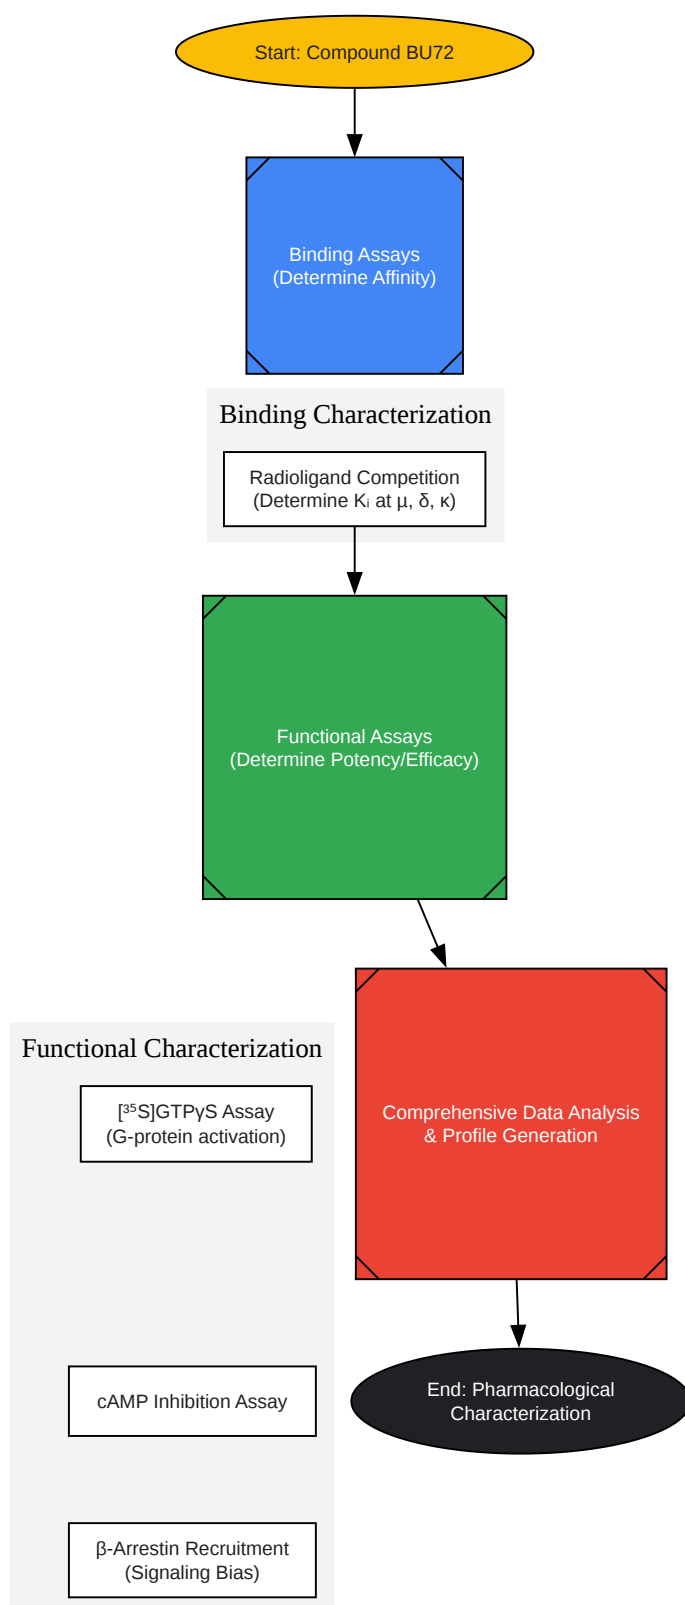 Start: Compound BU72
Binding Assays
(Determine Affinity)
Binding Characterization
Radioligand Competition
(Determine Kᵢ at μ, δ, κ)
Functional Assays
(Determine Potency/Efficacy)
Comprehensive Data Analysis
& Profile Generation
Functional Characterization
[³⁵S]GTPγS Assay
(G-protein activation)
cAMP Inhibition Assay
End: Pharmacological
Characterization
β-Arrestin Recruitment
(Signaling Bias)